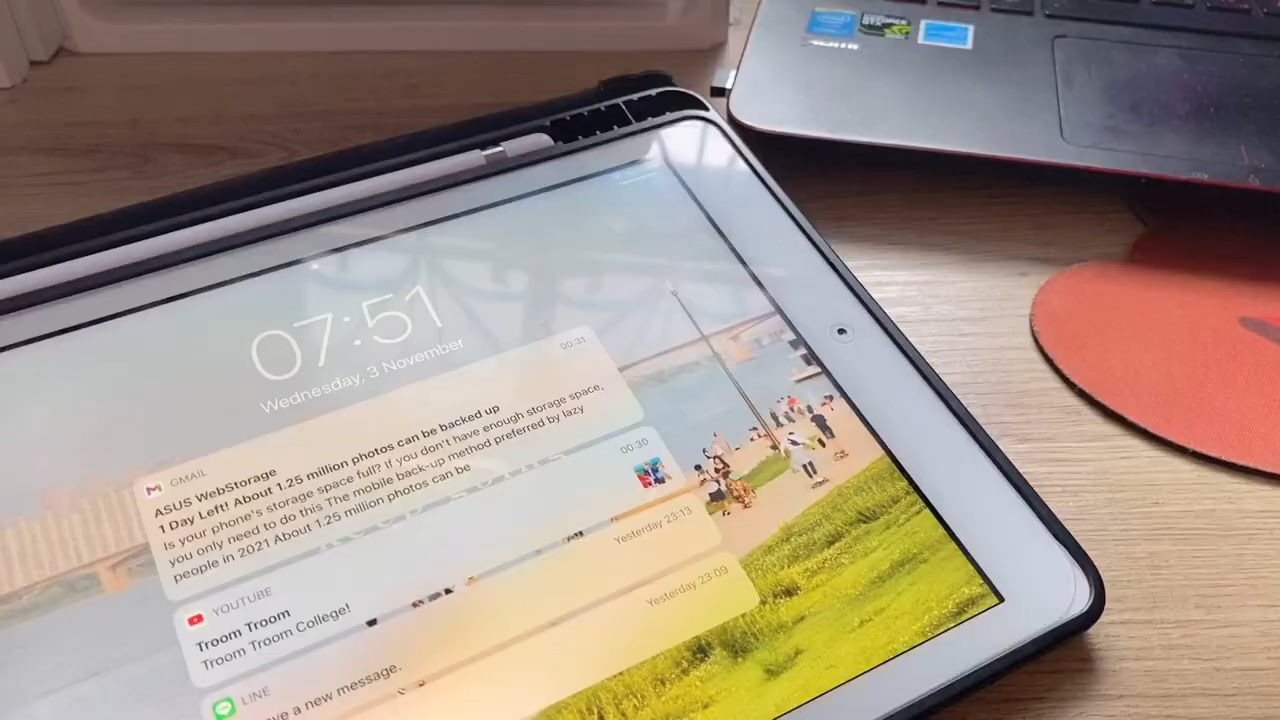 GEFORCE
GTX
07:51
Wednesday, 3 November
GMAIL
00:31
ASUS WebStorage
1 Day Left! About 1.25 million photos can be backed up
Is your phone's storage space full? If you don't have enough storage space,
you only need to do this The mobile back-up method preferred by lazy
people in 2021 About 1.25 million photos can be
YOUTUBE
00:30
Troom Troom
Troom Troom College!
LINE
Yesterday 23:13
ave a new message.
Yesterday 23:09